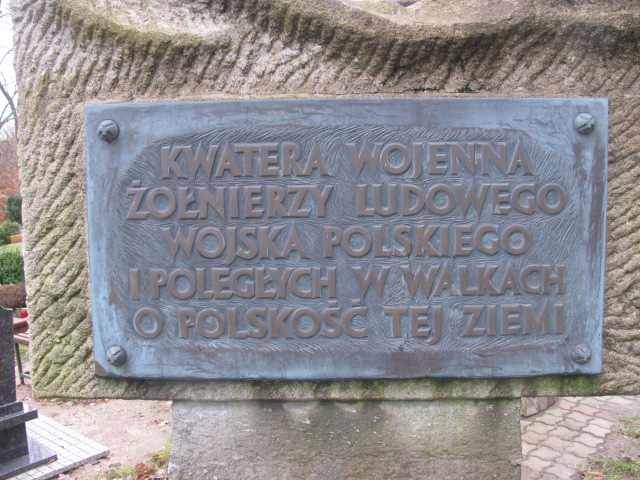 KWATERA WOJENNA
ŻOŁNIERZY LUDOWEGO
WOJSKA POLSKIEGO
I POLEGŁYCH W WALKACH
O POLSKOŚĆ TEJ ZIEMI